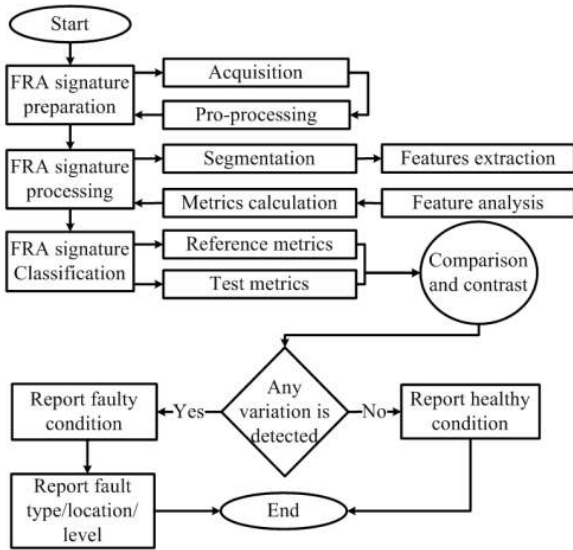 Start
FRA signature
preparation
Acquisition
Pro-processing
FRA signature
processing
Segmentation
Features extraction
Metrics calculation
Feature analysis
FRA signature
Classification
Reference metrics
Test metrics
Comparison
and contrast
Any
variation is
detected
Yes
No
Report faulty
condition
Report healthy
condition
Report fault
type/location/
level
End